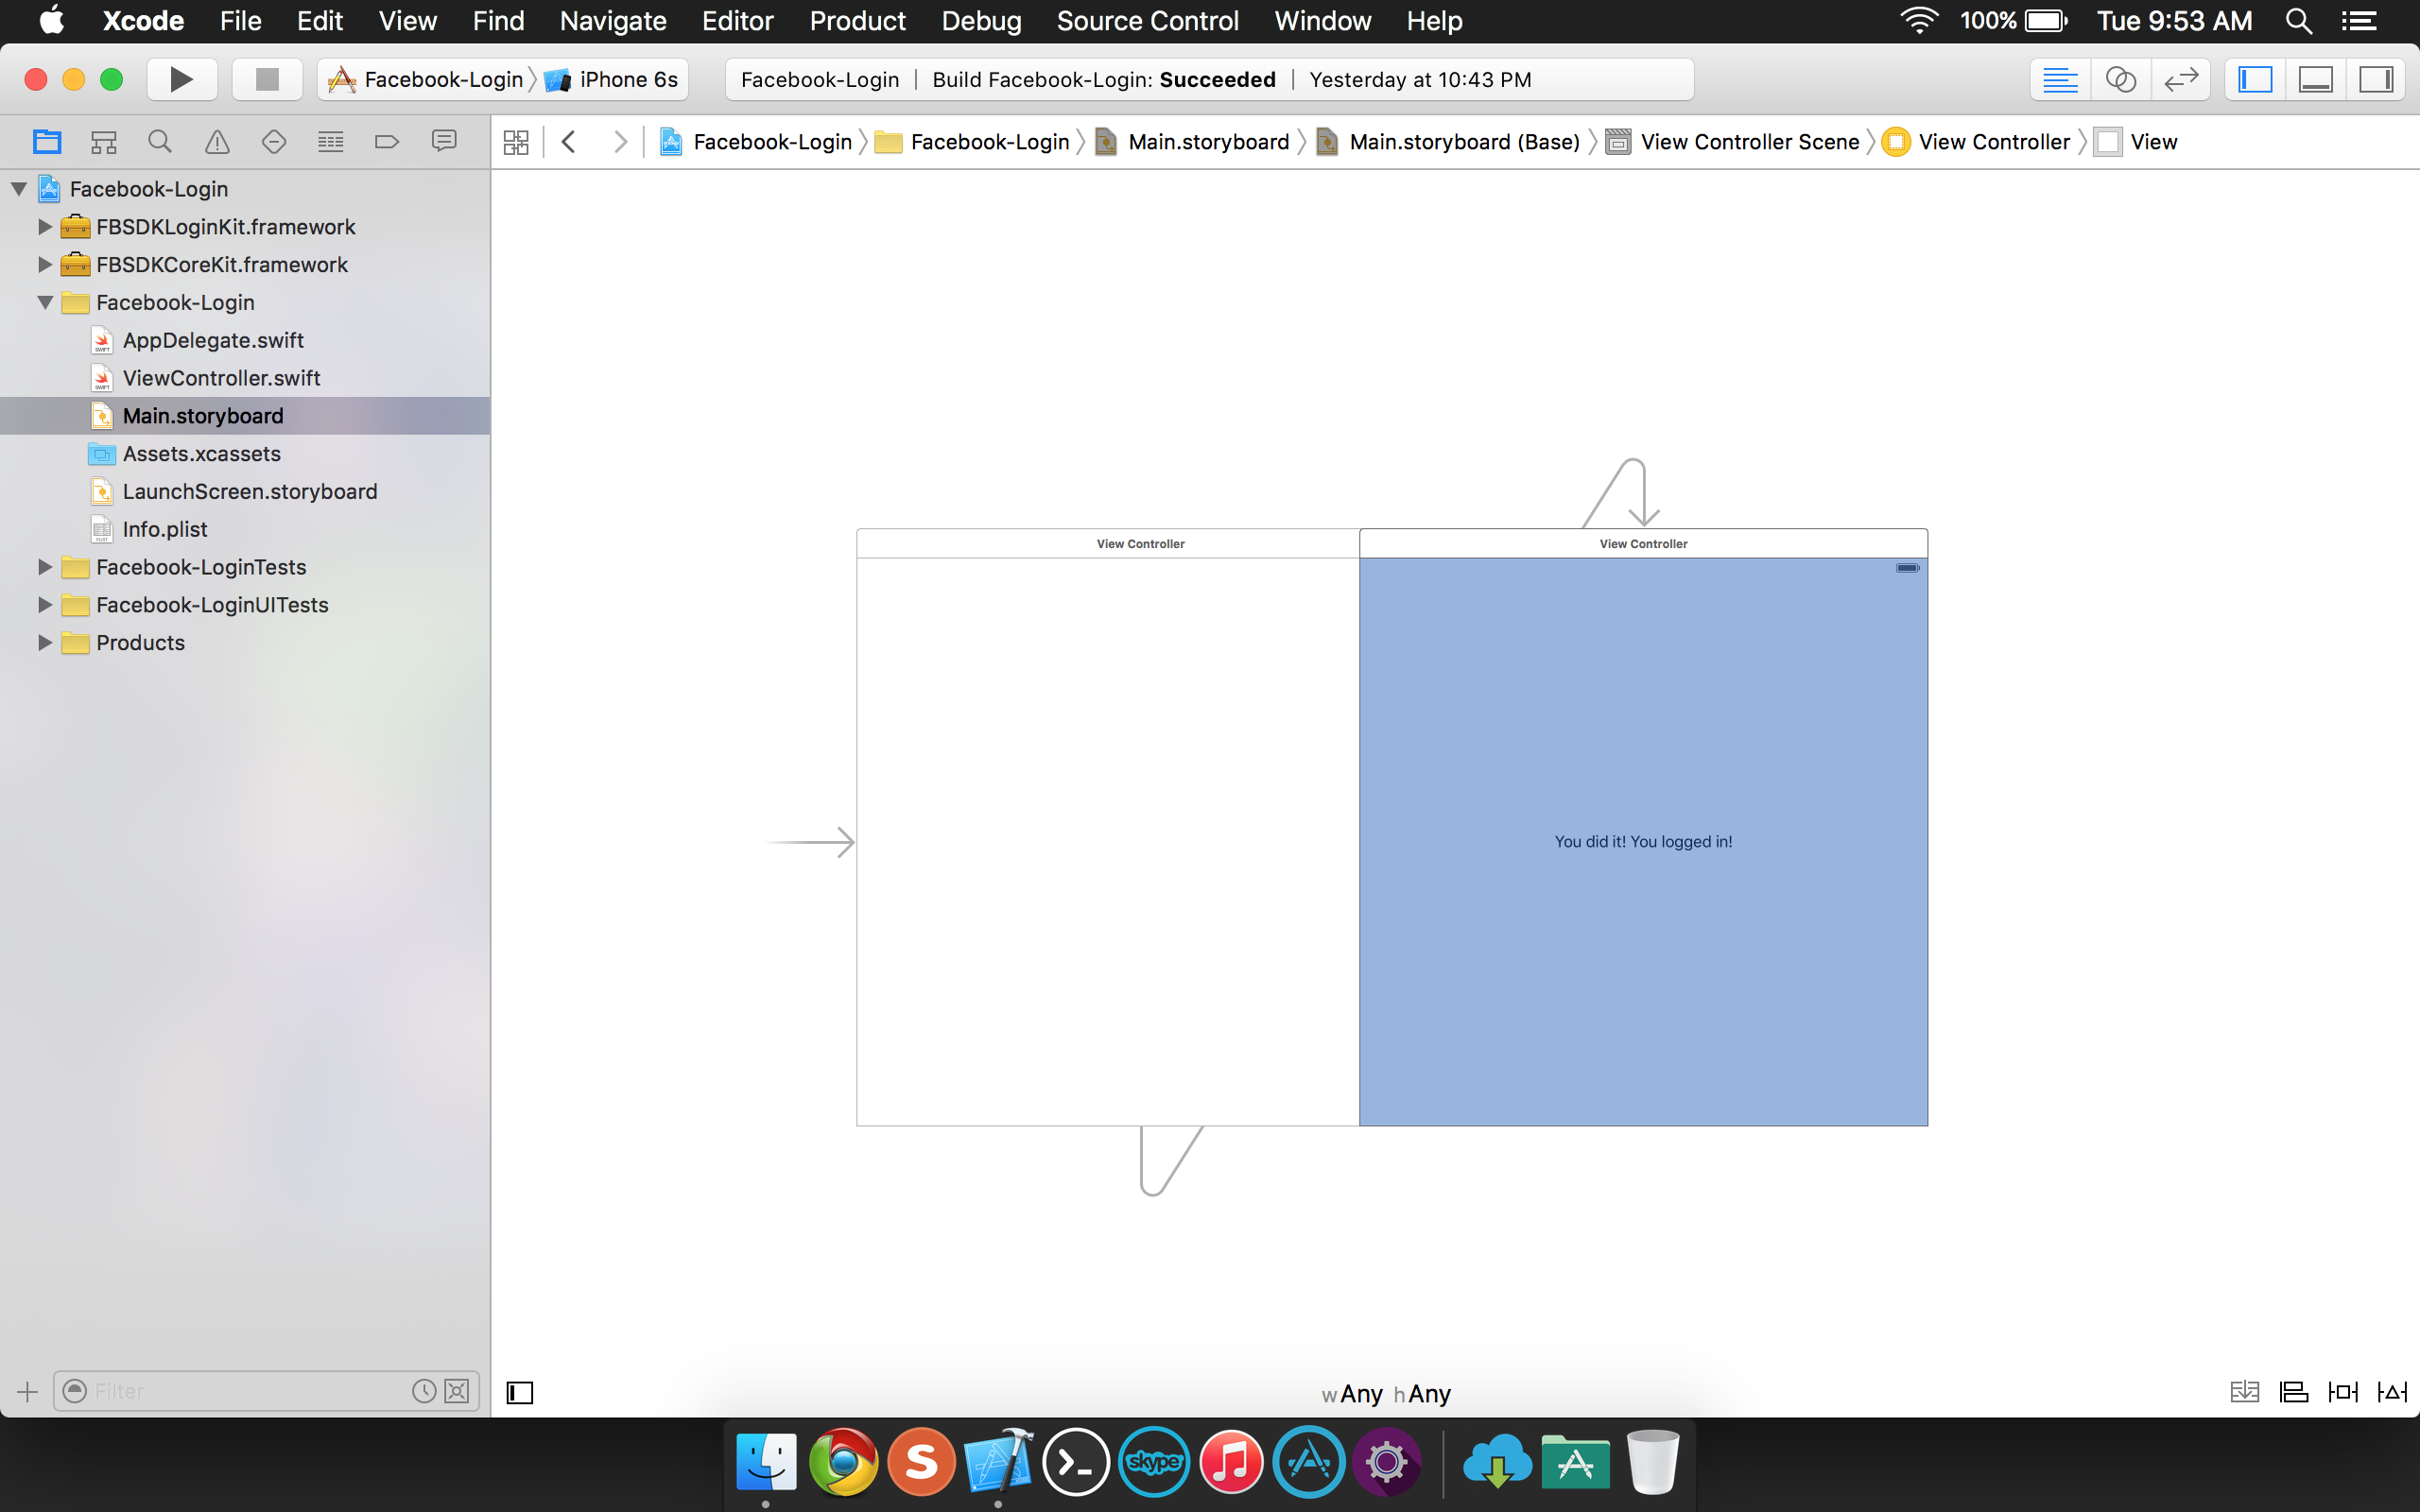 Xcode File Edit View Find Navigate Editor Product Debug Source Control Window Help 100% Tue 9:53 AM
Facebook-Login iPhone 6s Facebook-Login | Build Facebook-Login: Succeeded | Yesterday at 10:43 PM
Facebook-Login Facebook-Login Main.storyboard Main.storyboard (Base) View Controller Scene View Controller View
Facebook-Login
FBSDKLoginKit.framework
FBSDKCoreKit.framework
Facebook-Login
AppDelegate.swift
ViewController.swift
Main.storyboard
Assets.xcassets
LaunchScreen.storyboard
Info.plist
Facebook-LoginTests
Facebook-LoginUITests
Products
View Controller View Controller
You did it! You logged in!
Filter
wAny hAny
S
skype